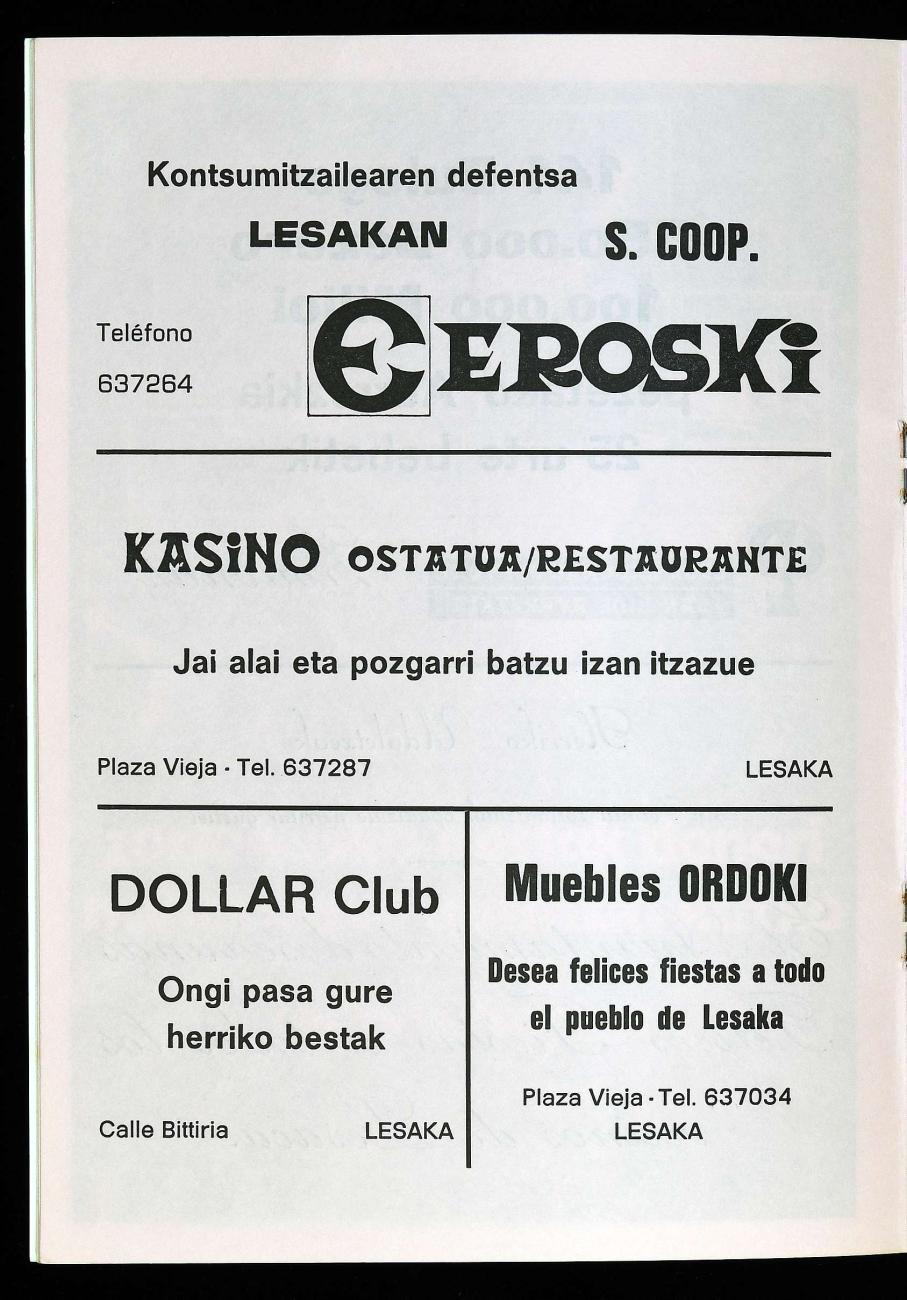 Kontsumitzailearen defentsa
LESAKAN S. COOP.
Teléfono
637264
EROSKi
KASiNO OSTATUA/RESTAURANTE
Jai alai eta pozgarri batzu izan itzazue
Plaza Vieja · Tel. 637287 LESAKA
DOLLAR Club
Ongi pasa gure
herriko bestak
Calle Bittiria LESAKA
Muebles ORDOKI
Desea felices fiestas a todo
el pueblo de Lesaka
Plaza Vieja · Tel. 637034
LESAKA